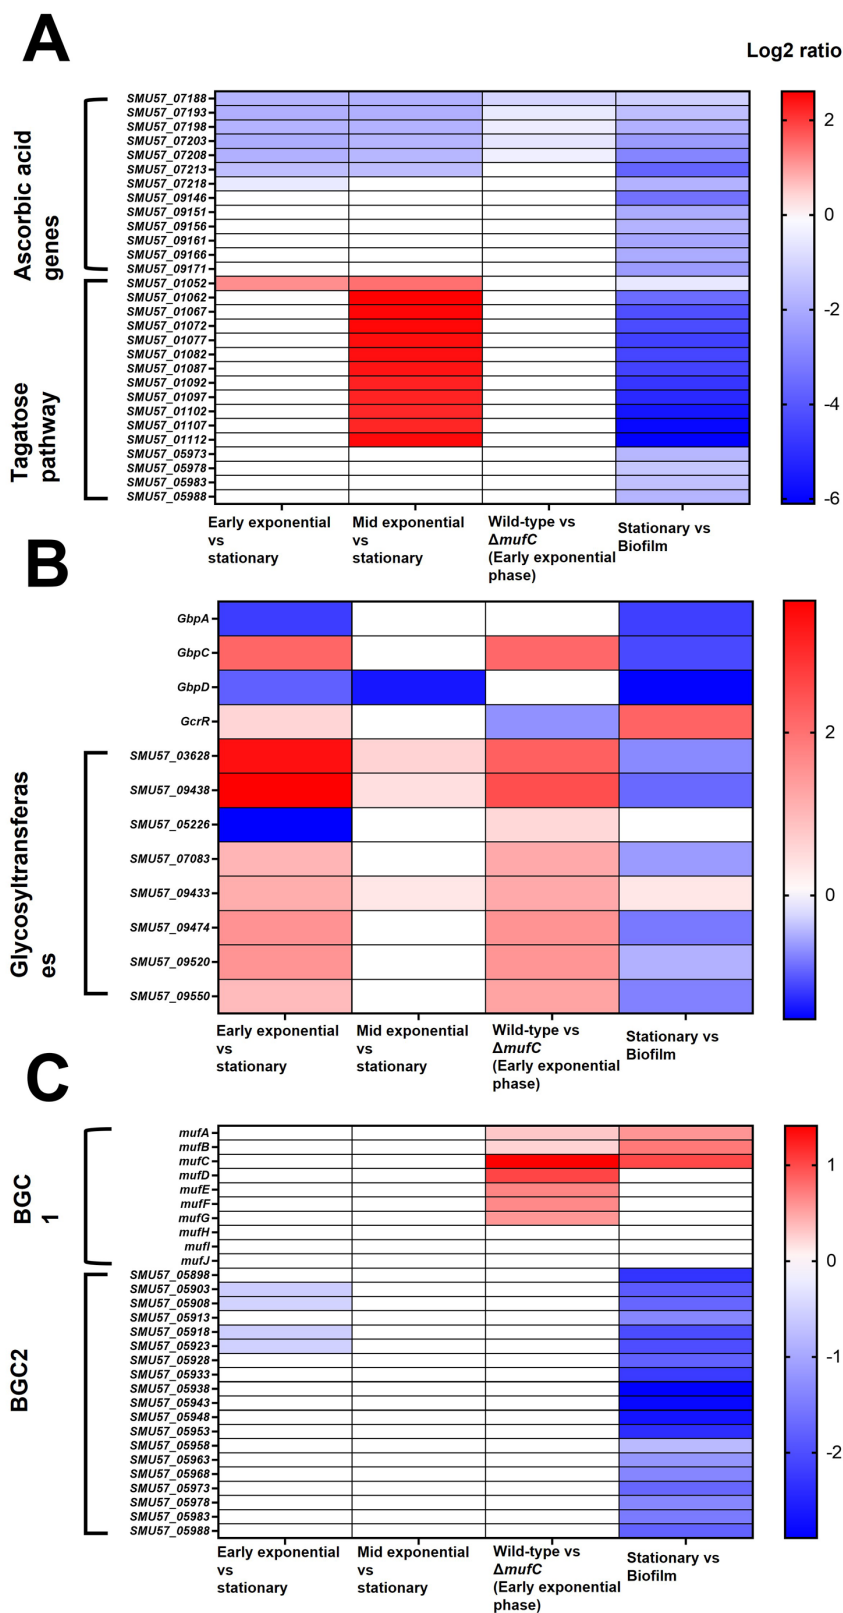 A
Log2 ratio
Ascorbic acid
genes
Tagatose
pathway
SMU57_07188
SMU57_07193
SMU57_07198
SMU57_07203
SMU57_07208
SMU57_07213
SMU57_07218
SMU57_09146
SMU57_09151
SMU57_09156
SMU57_09161
SMU57_09166
SMU57_09171
SMU57_01052
SMU57_01062
SMU57_01067
SMU57_01072
SMU57_01077
SMU57_01082
SMU57_01087
SMU57_01092
SMU57_01097
SMU57_01102
SMU57_01107
SMU57_01112
SMU57_05973
SMU57_05978
SMU57_05983
SMU57_05988
2
0
-2
-4
-6
Early exponential
vs
stationary
Mid exponential
vs
stationary
Wild-type vs
ΔmufC
(Early exponential
phase)
Stationary vs
Biofilm
B
Glycosyltransferas
es
GbpA
GbpC
GbpD
GcrR
SMU57_03628
SMU57_09438
SMU57_05226
SMU57_07083
SMU57_09433
SMU57_09474
SMU57_09520
SMU57_09550
2
0
Early exponential
vs
stationary
Mid exponential
vs
stationary
Wild-type vs
ΔmufC
(Early exponential
phase)
Stationary vs
Biofilm
C
BGC
1
BGC2
mufA
mufB
mufC
mufD
mufE
mufF
mufG
mufH
mufI
mufJ
SMU57_05898
SMU57_05903
SMU57_05908
SMU57_05913
SMU57_05918
SMU57_05923
SMU57_05928
SMU57_05933
SMU57_05938
SMU57_05943
SMU57_05948
SMU57_05953
SMU57_05958
SMU57_05963
SMU57_05968
SMU57_05973
SMU57_05978
SMU57_05983
SMU57_05988
1
0
-1
-2
Early exponential
vs
stationary
Mid exponential
vs
stationary
Wild-type vs
ΔmufC
(Early exponential
phase)
Stationary vs
Biofilm